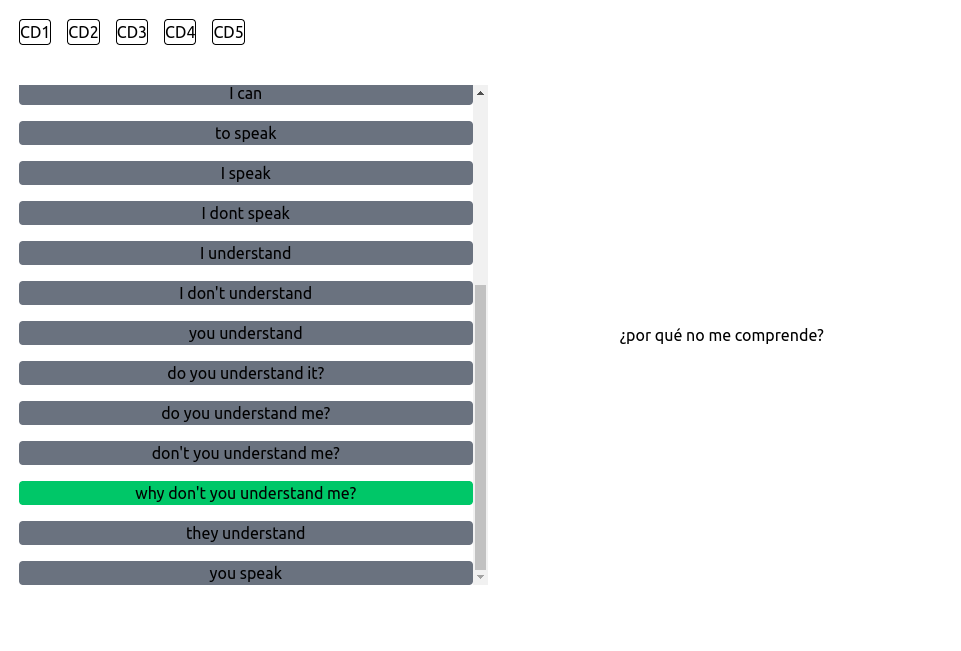 CD1 CD2 CD3 CD4 CD5
I can
to speak
I speak
I dont speak
I understand
I don't understand
you understand
do you understand it?
do you understand me?
don't you understand me?
why don't you understand me?
they understand
you speak
¿por qué no me comprende?